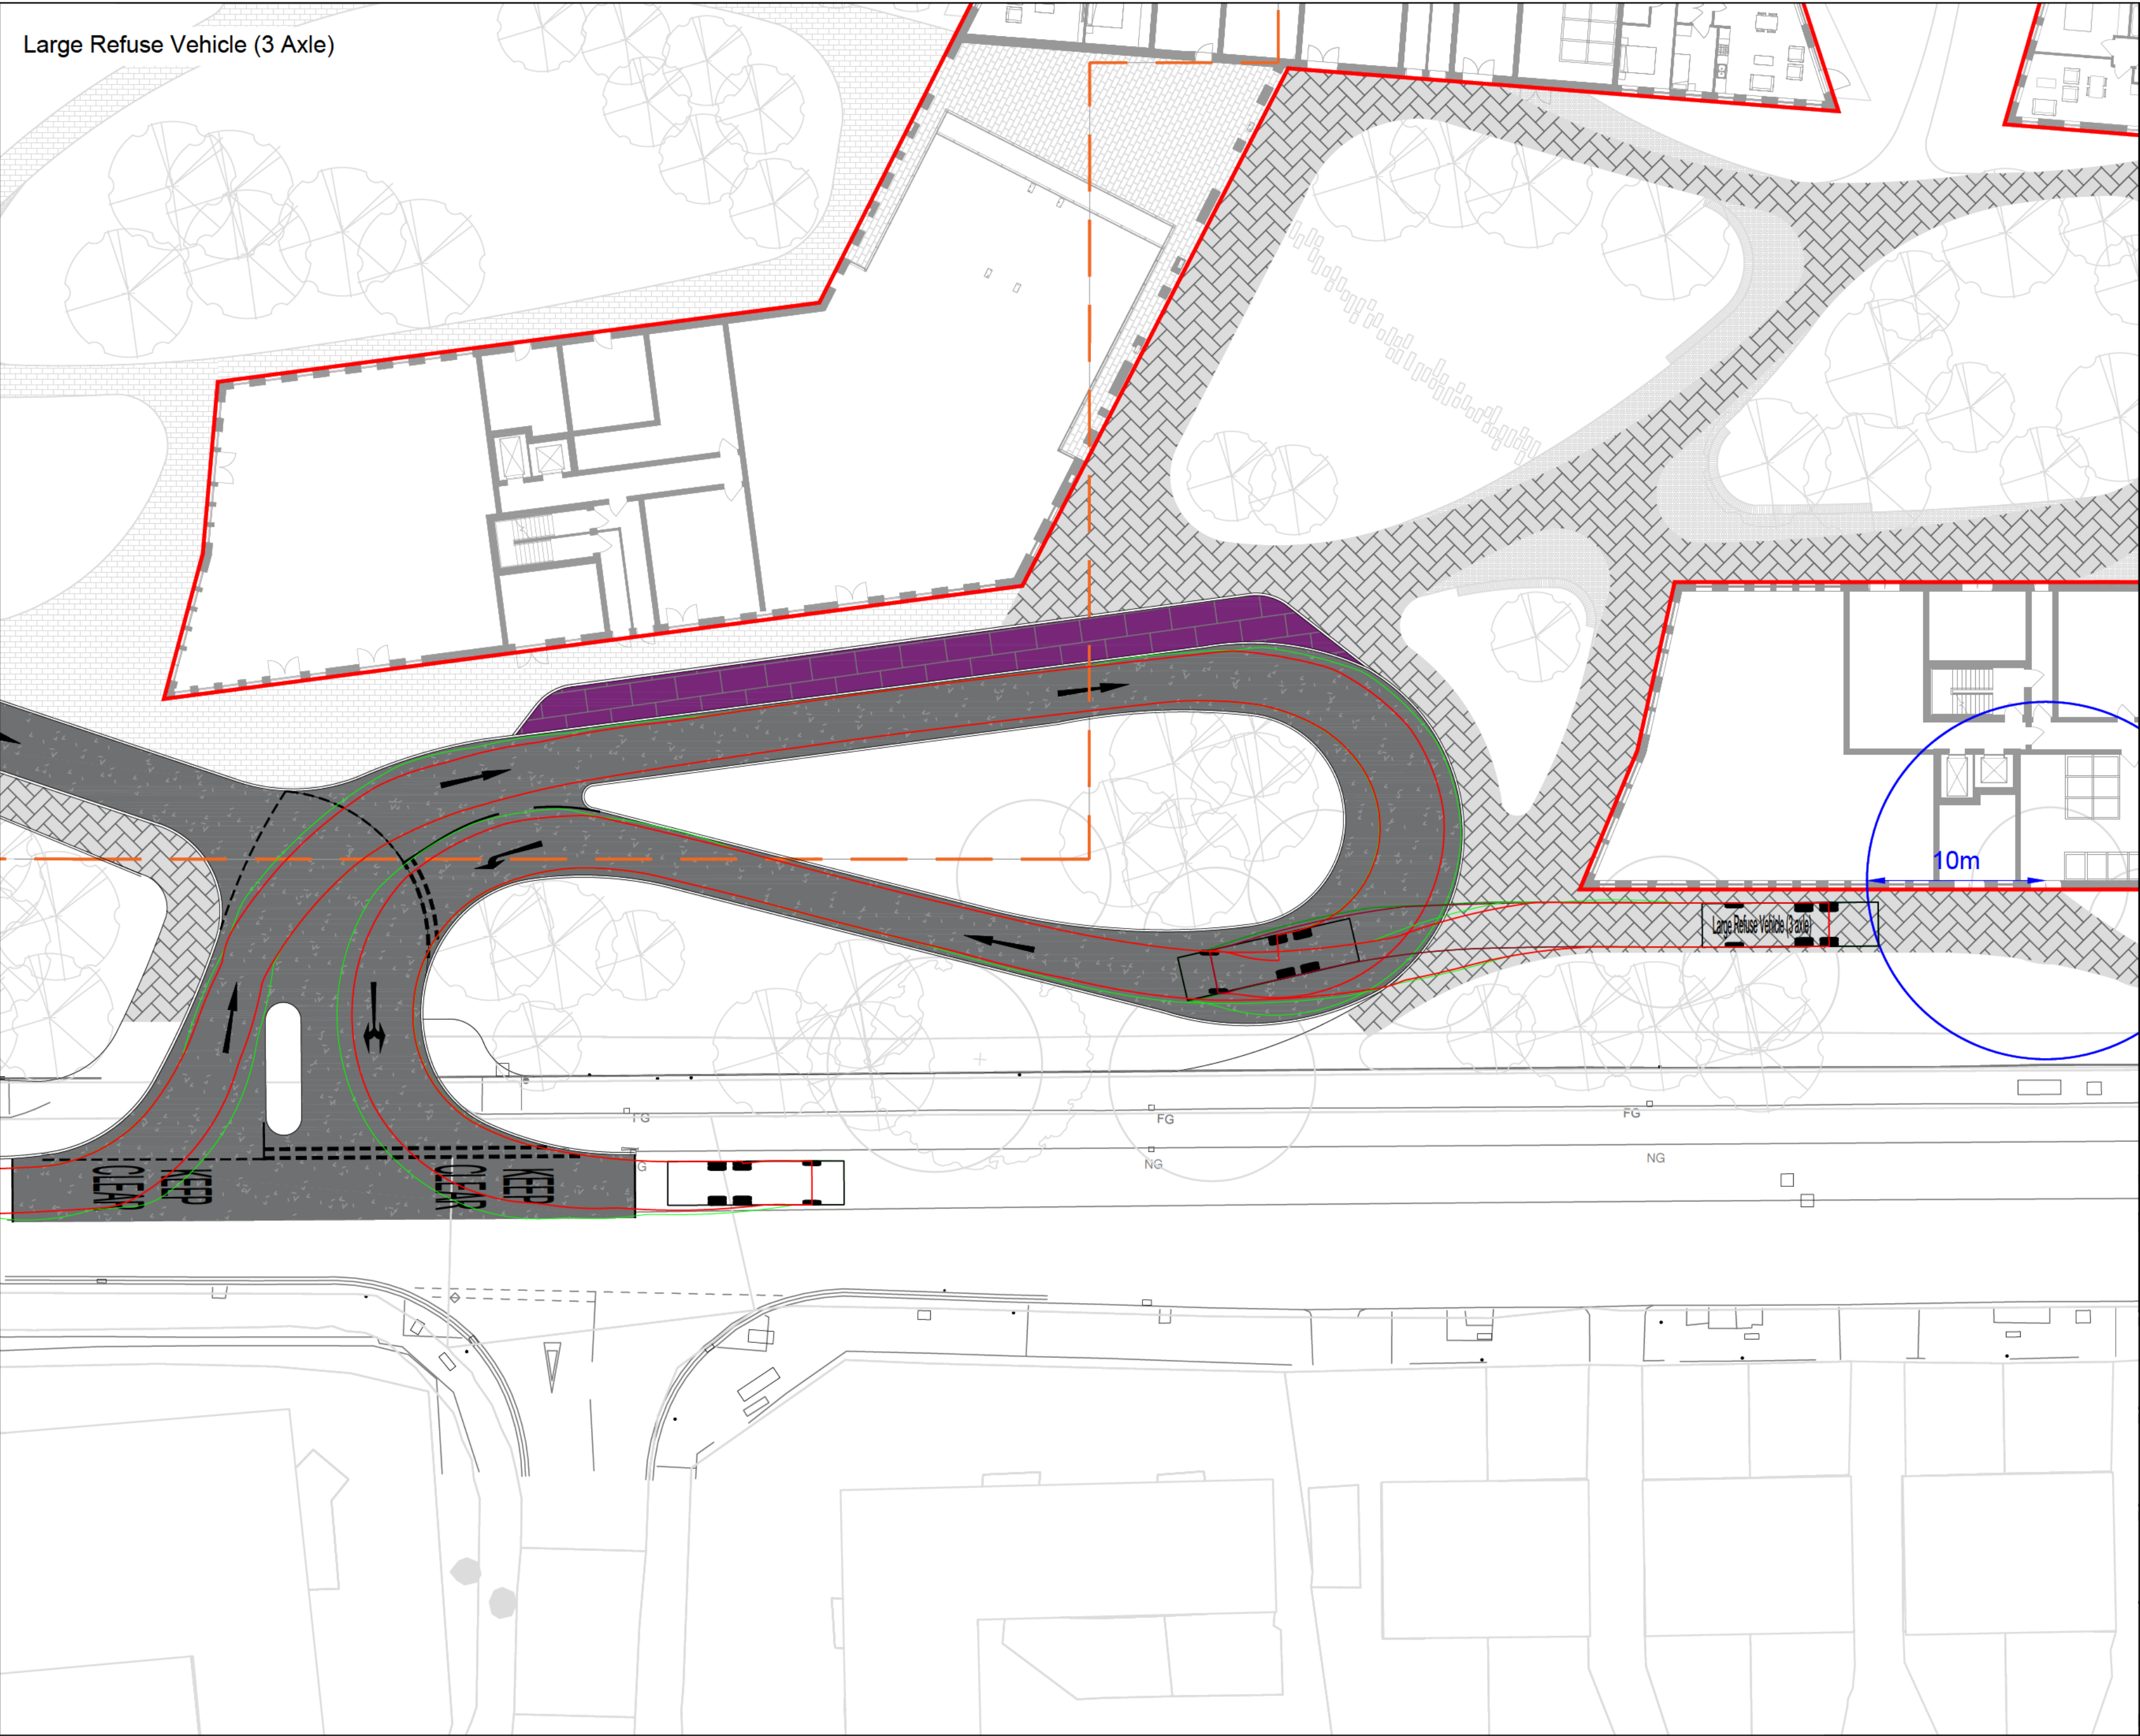 Large Refuse Vehicle (3 Axle)
10m
Large Refuse Vehicle (3 axle)
FG
FG
FG
G
NG
NG
KEEP
CLEAR
KEEP
CLEAR